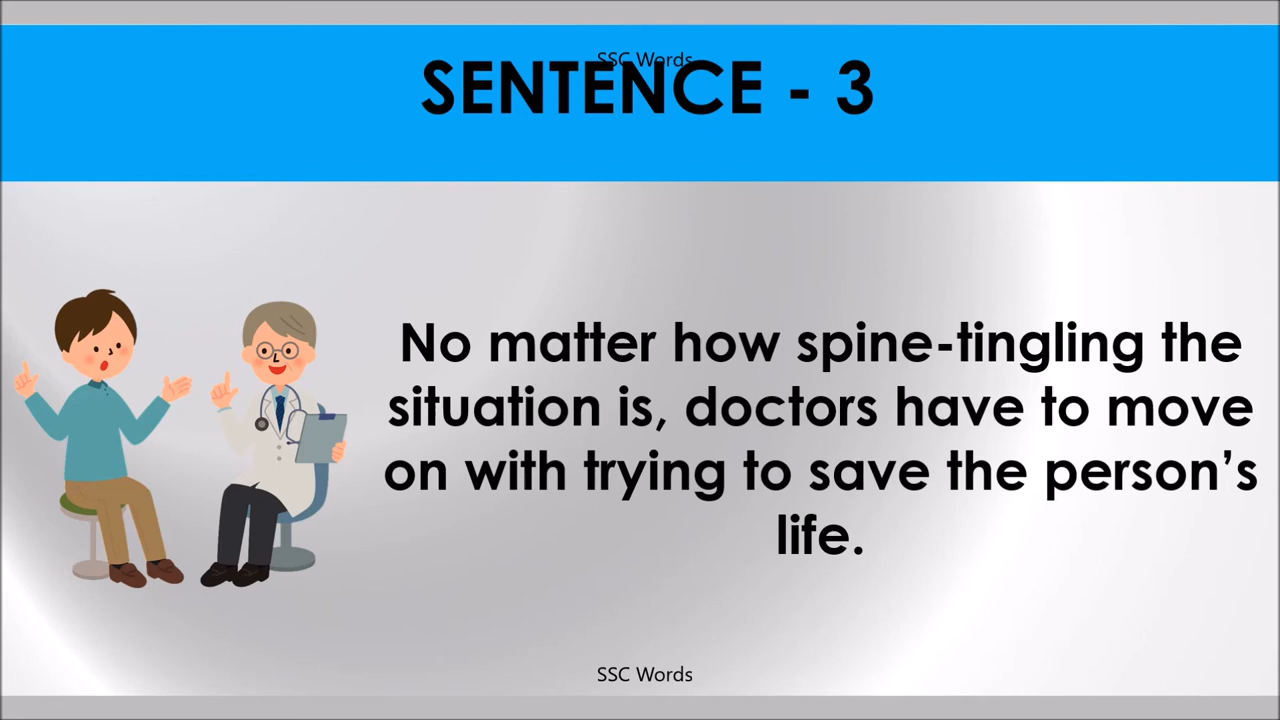 SSC Words
SENTENCE - 3
No matter how spine-tingling the
situation is, doctors have to move
on with trying to save the person’s
life.
SSC Words